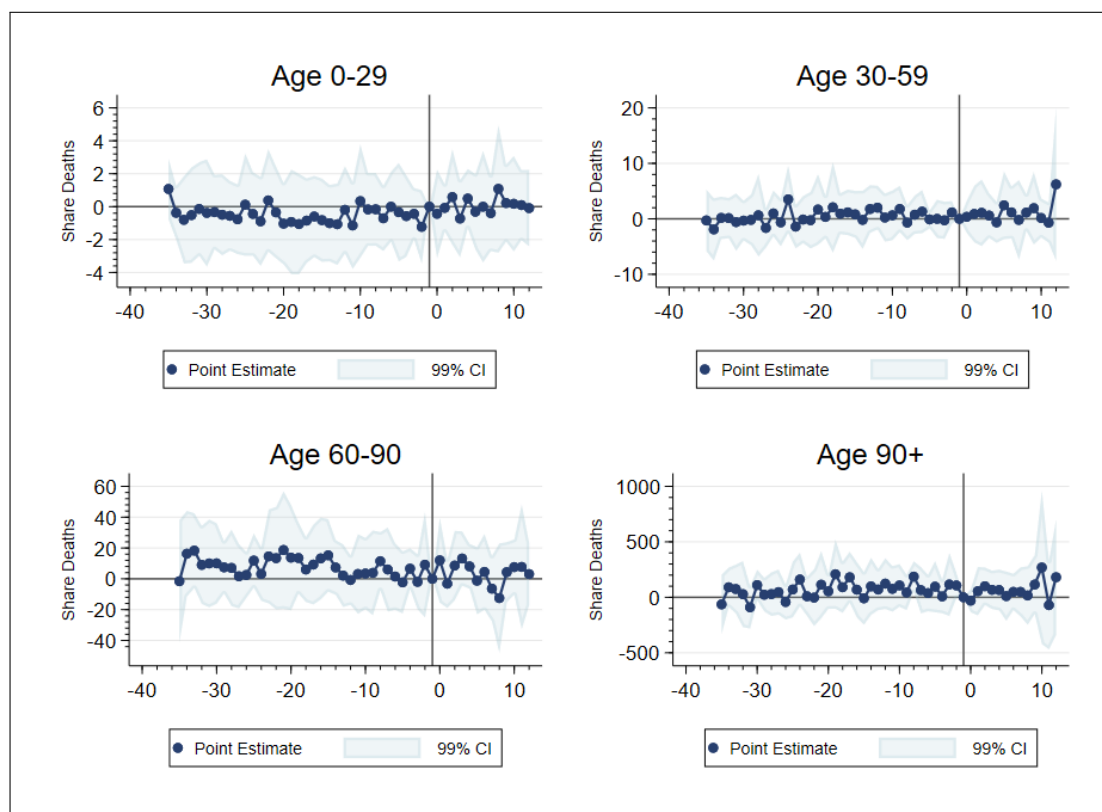 Age 0-29
Share Deaths
6
4
2
0
-2
-4
-40 -30 -20 -10 0 10
Point Estimate 99% CI
Age 30-59
Share Deaths
20
10
0
-10
-40 -30 -20 -10 0 10
Point Estimate 99% CI
Age 60-90
Share Deaths
60
40
20
0
-20
-40
-40 -30 -20 -10 0 10
Point Estimate 99% CI
Age 90+
Share Deaths
1000
500
0
-500
-40 -30 -20 -10 0 10
Point Estimate 99% CI